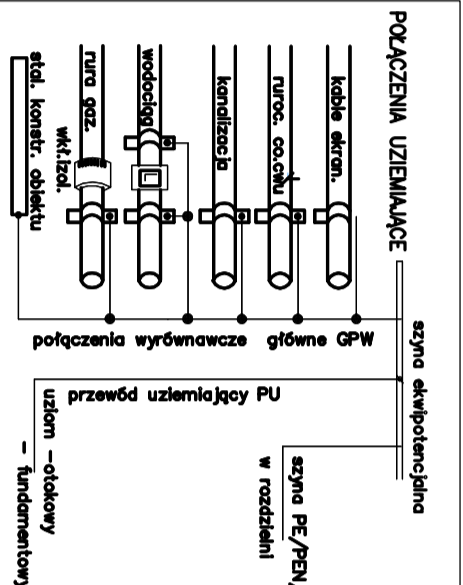 POŁĄCZENIA UZIEMIAJĄCE
szyna ekwipotencjalna
kable ekran.
ruroc. co.cwu
kanalizacja
wodociąg
rura gaz.
wkł.izol.
stal. konstr. obiektu
połączenia wyrównawcze główne GPW
przewód uziemiający PU
szyna PE/PEN,
w rozdzielni
uziom -otokowy
- fundamentowy